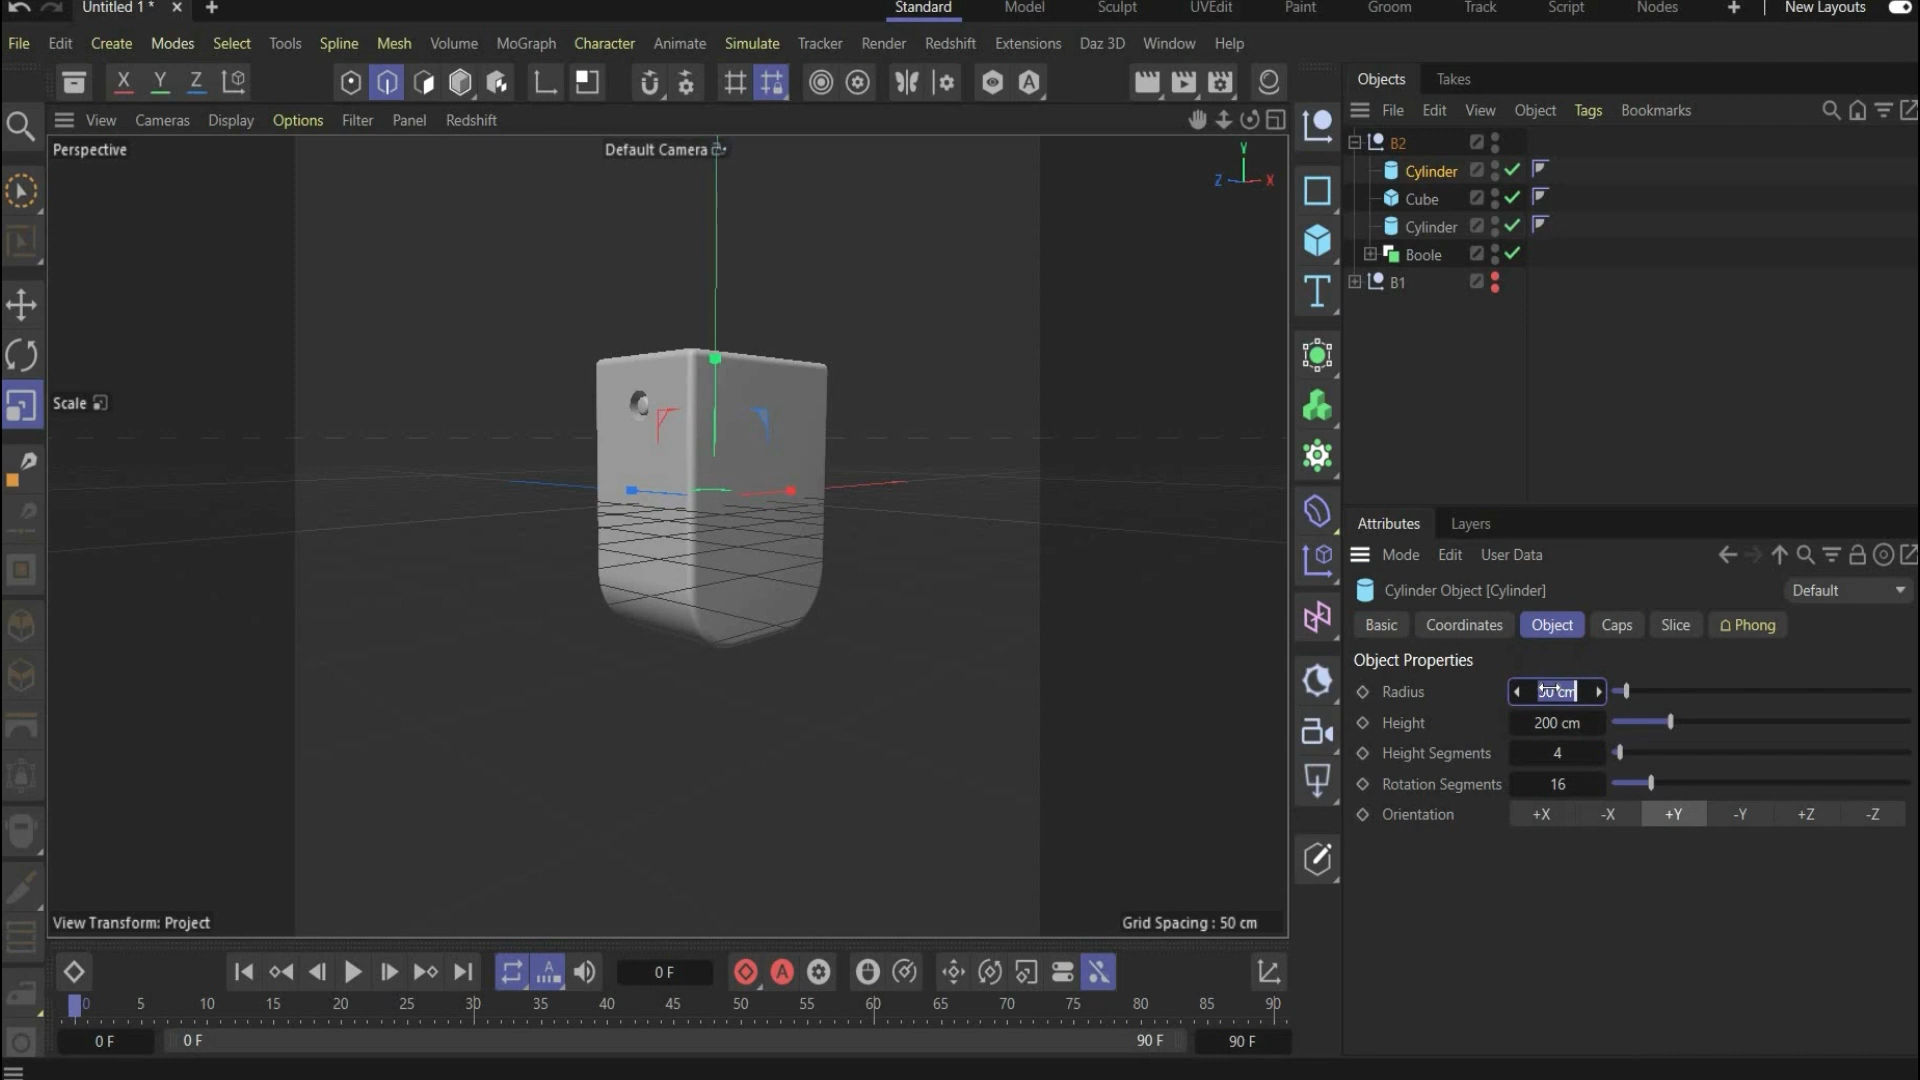 Untitled 1 *
Standard Model Sculpt UVEdit Paint Groom Track Script Nodes New Layouts
File Edit Create Modes Select Tools Spline Mesh Volume MoGraph Character Animate Simulate Tracker Render Redshift Extensions Daz 3D Window Help
X Y Z
Objects Takes
File Edit View Object Tags Bookmarks
View Cameras Display Options Filter Panel Redshift
Perspective
Default Camera
Y
Z X
Scale
B2
Cylinder
Cube
Cylinder
Boole
B1
Attributes Layers
Mode Edit User Data
Cylinder Object [Cylinder] Default
Basic Coordinates Object Caps Slice Phong
Object Properties
Radius cm
Height 200 cm
Height Segments 4
Rotation Segments 16
Orientation +X -X +Y -Y +Z -Z
View Transform: Project
Grid Spacing : 50 cm
0 F
0 5 10 15 20 25 30 35 40 45 50 55 60 65 70 75 80 85 90
0 F 0 F 90 F 90 F